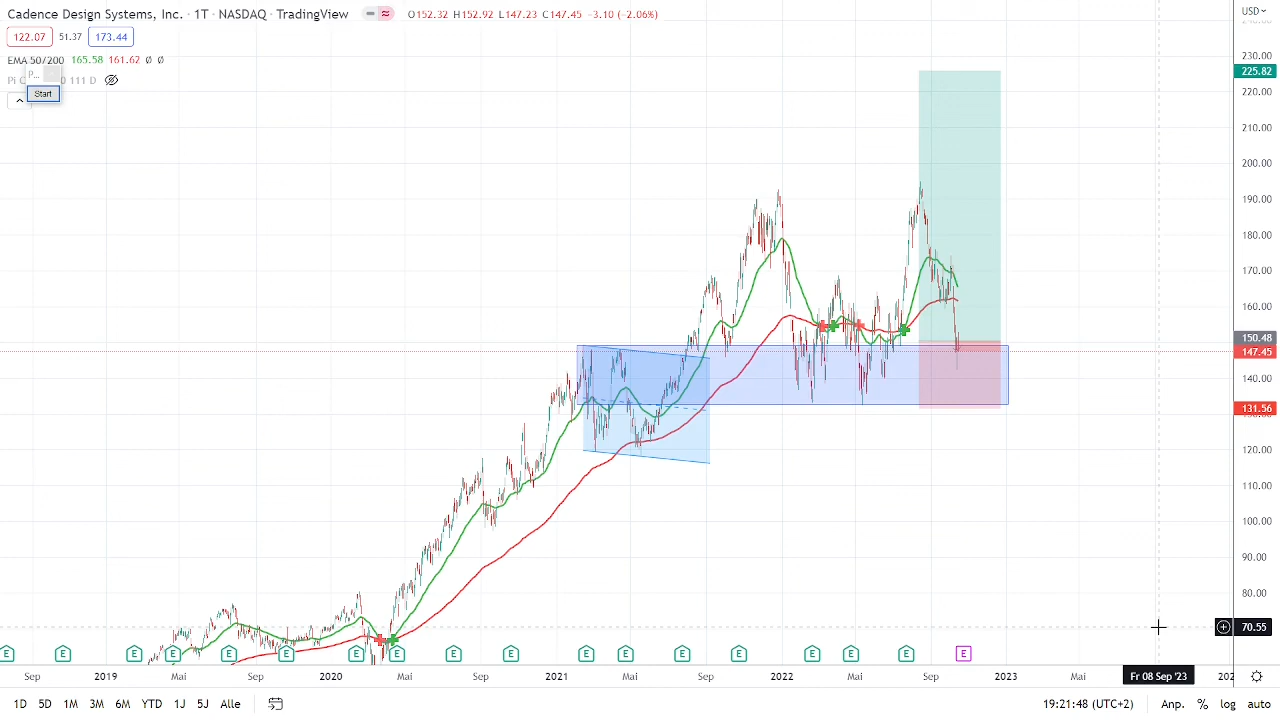 Cadence Design Systems, Inc. · 1T · NASDAQ · TradingView O152.32 H152.92 L147.23 C147.45 -3.10 (-2.06%)
USD
122.07 51.37 173.44
EMA 50/200 165.58 161.62 Ø Ø
P...
Pi C 0 111 D
Start
240.00
230.00
225.82
220.00
210.00
200.00
190.00
180.00
170.00
160.00
150.48
147.45
140.00
131.56
120.00
110.00
100.00
90.00
80.00
70.55
E E E E E E E E E E E E E E E E E E
Sep 2019 Mai Sep 2020 Mai Sep 2021 Mai Sep 2022 Mai Sep 2023 Mai Fr 08 Sep '23 202
1D 5D 1M 3M 6M YTD 1J 5J Alle 19:21:48 (UTC+2) Anp. % log auto